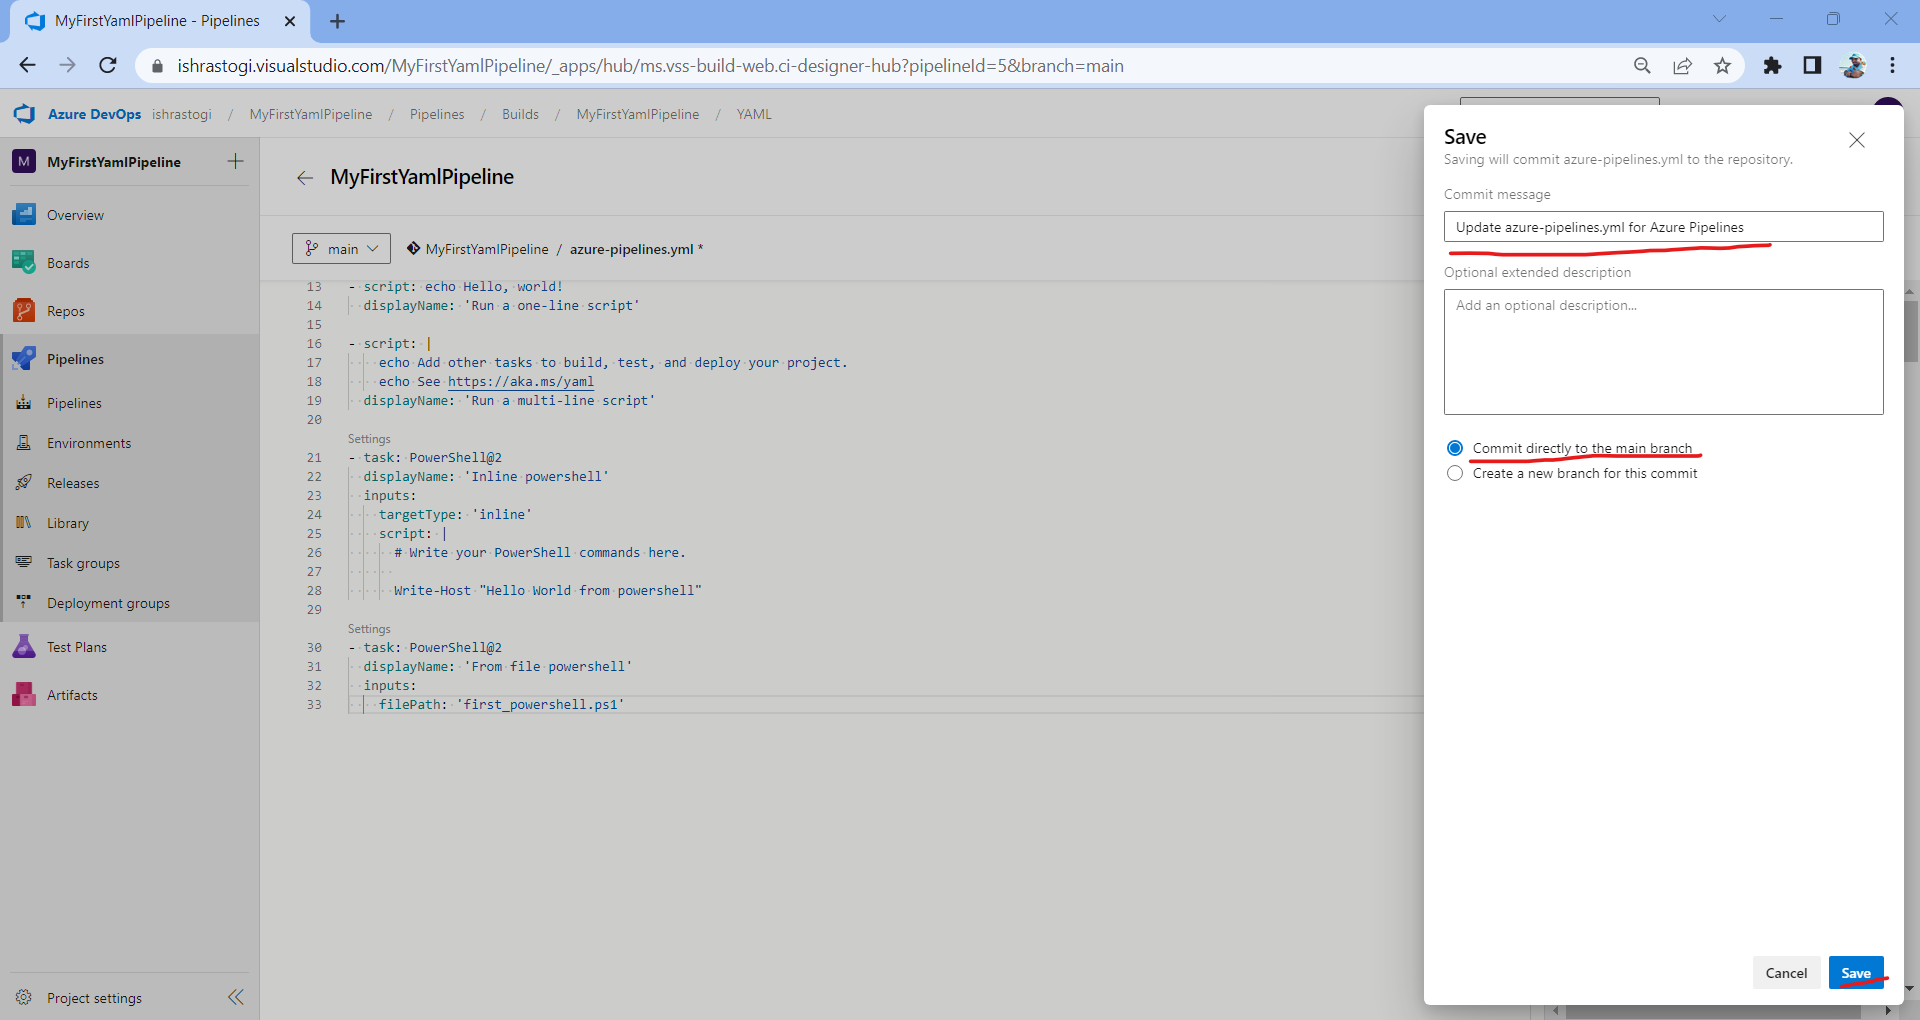 MyFirstYamlPipeline - Pipelines
ishrastogi.visualstudio.com/MyFirstYamlPipeline/_apps/hub/ms.vss-build-web.ci-designer-hub?pipelineId=5&branch=main
Azure DevOps ishrastogi / MyFirstYamlPipeline / Pipelines / Builds / MyFirstYamlPipeline / YAML
M MyFirstYamlPipeline
Overview
Boards
Repos
Pipelines
Pipelines
Environments
Releases
Library
Task groups
Deployment groups
Test Plans
Artifacts
Project settings
MyFirstYamlPipeline
main MyFirstYamlPipeline / azure-pipelines.yml *
13 - script: echo Hello, world!
14 displayName: 'Run a one-line script'
15
16 - script: |
17 echo Add other tasks to build, test, and deploy your project.
18 echo See https://aka.ms/yaml
19 displayName: 'Run a multi-line script'
20
Settings
21 - task: PowerShell@2
22 displayName: 'Inline powershell'
23 inputs:
24 targetType: 'inline'
25 script: |
26 # Write your PowerShell commands here.
27
28 Write-Host "Hello World from powershell"
29
Settings
30 - task: PowerShell@2
31 displayName: 'From file powershell'
32 inputs:
33 filePath: 'first_powershell.ps1'
Save
Saving will commit azure-pipelines.yml to the repository.
Commit message
Update azure-pipelines.yml for Azure Pipelines
Optional extended description
Add an optional description...
Commit directly to the main branch
Create a new branch for this commit
Cancel Save